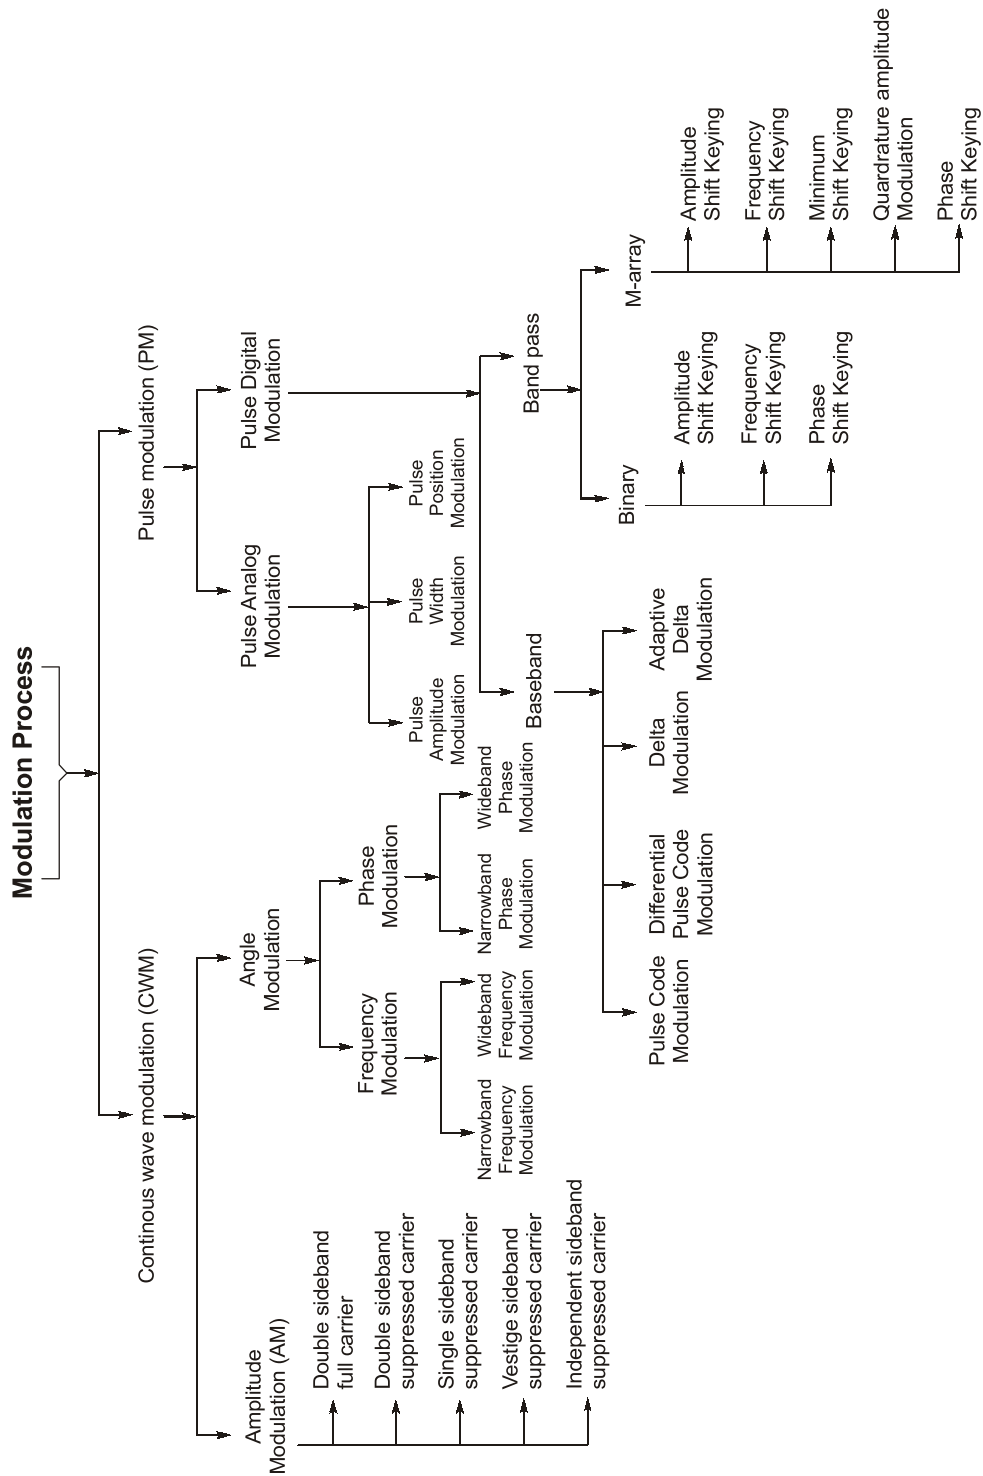 Modulation Process
Continous wave modulation (CWM)
Pulse modulation (PM)
Amplitude
Modulation (AM)
Angle
Modulation
Pulse Analog
Modulation
Pulse Digital
Modulation
Double sideband
full carrier
Double sideband
suppressed carrier
Single sideband
suppressed carrier
Vestige sideband
suppressed carrier
Independent sideband
suppressed carrier
Frequency
Modulation
Phase
Modulation
Narrowband
Frequency
Modulation
Wideband
Frequency
Modulation
Narrowband
Phase
Modulation
Wideband
Phase
Modulation
Pulse
Amplitude
Modulation
Pulse
Width
Modulation
Pulse
Position
Modulation
Baseband
Band pass
Pulse Code
Modulation
Differential
Pulse Code
Modulation
Delta
Modulation
Adaptive
Delta
Modulation
Binary
M-array
Amplitude
Shift Keying
Frequency
Shift Keying
Phase
Shift Keying
Amplitude
Shift Keying
Frequency
Shift Keying
Minimum
Shift Keying
Quardrature amplitude
Modulation
Phase
Shift Keying